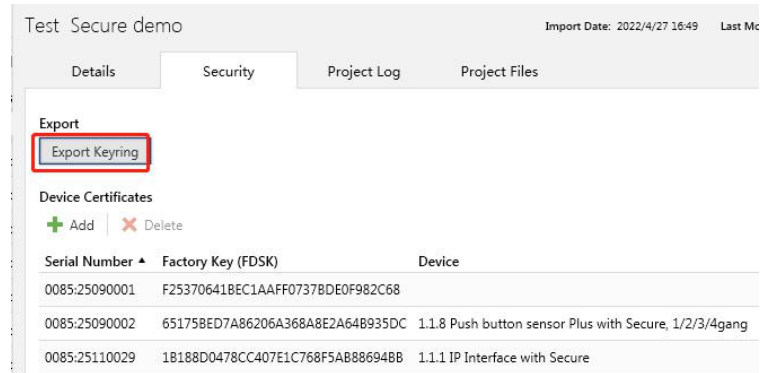 Test Secure demo Import Date: 2022/4/27 16:49 Last Mo
Details Security Project Log Project Files
Export
Export Keyring
Device Certificates
Add Delete
Serial Number Factory Key (FDSK) Device
0085:25090001 F25370641BEC1AAFF0737BDE0F982C68
0085:25090002 65175BED7A86206A368A8E2A64B935DC 1.1.8 Push button sensor Plus with Secure, 1/2/3/4gang
0085:25110029 1B188D0478CC407E1C768F5AB88694BB 1.1.1 IP Interface with Secure